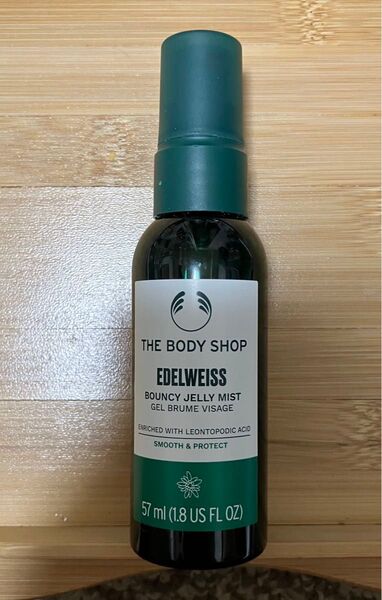 THE BODY SHOP
EDELWEISS
BOUNCY JELLY MIST
GEL BRUME VISAGE
ENRICHED WITH LEONTOPODIC ACID
SMOOTH & PROTECT
57 ml (1.8 US FL OZ)